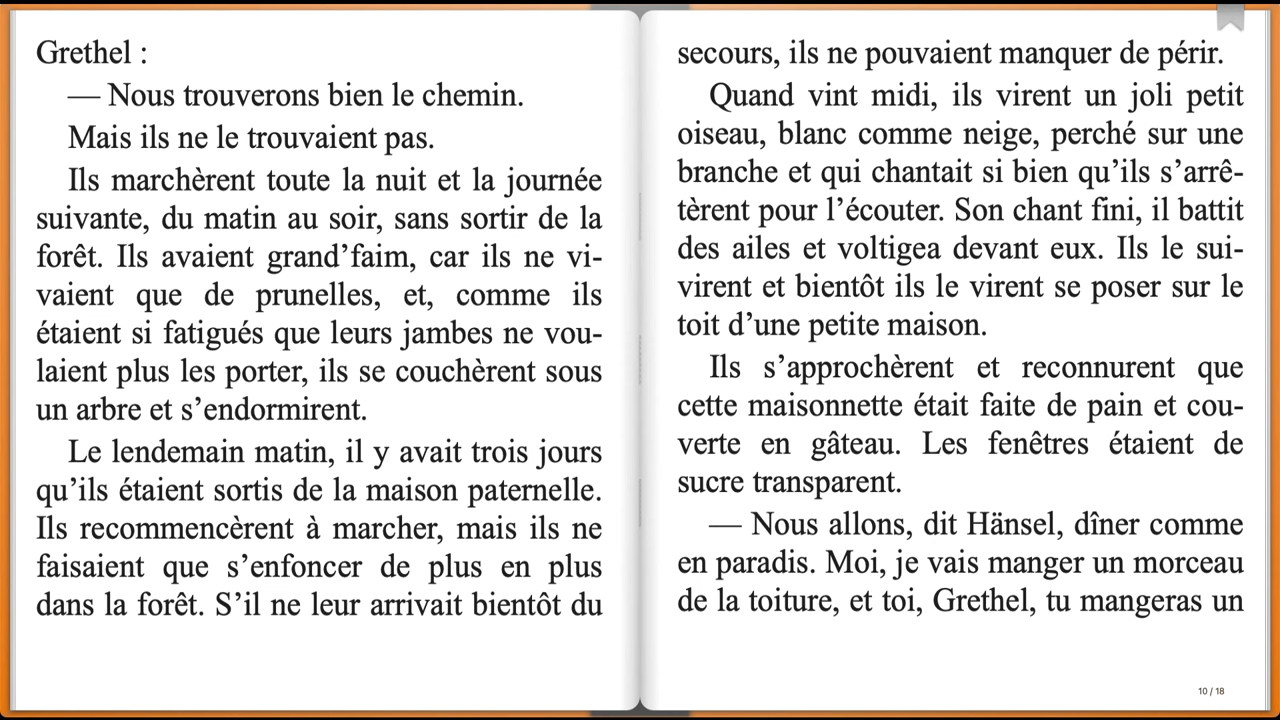 Grethel :
— Nous trouverons bien le chemin.
Mais ils ne le trouvaient pas.
Ils marchèrent toute la nuit et la journée
suivante, du matin au soir, sans sortir de la
forêt. Ils avaient grand’faim, car ils ne vi-
vaient que de prunelles, et, comme ils
étaient si fatigués que leurs jambes ne vou-
laient plus les porter, ils se couchèrent sous
un arbre et s’endormirent.
Le lendemain matin, il y avait trois jours
qu’ils étaient sortis de la maison paternelle.
Ils recommencèrent à marcher, mais ils ne
faisaient que s’enfoncer de plus en plus
dans la forêt. S’il ne leur arrivait bientôt du
secours, ils ne pouvaient manquer de périr.
Quand vint midi, ils virent un joli petit
oiseau, blanc comme neige, perché sur une
branche et qui chantait si bien qu’ils s’arrê-
tèrent pour l’écouter. Son chant fini, il battit
des ailes et voltigea devant eux. Ils le sui-
virent et bientôt ils le virent se poser sur le
toit d’une petite maison.
Ils s’approchèrent et reconnurent que
cette maisonnette était faite de pain et cou-
verte en gâteau. Les fenêtres étaient de
sucre transparent.
— Nous allons, dit Hänsel, dîner comme
en paradis. Moi, je vais manger un morceau
de la toiture, et toi, Grethel, tu mangeras un
10 / 18